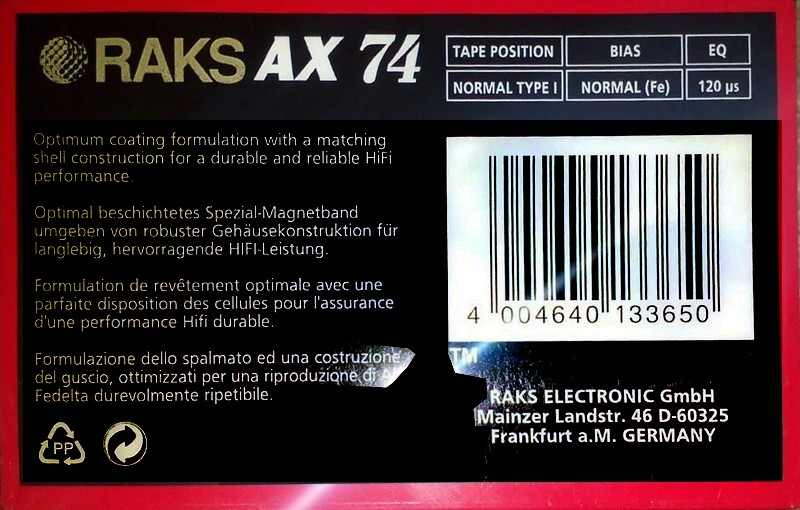 RAKS AX 74
TAPE POSITION BIAS EQ
NORMAL TYPE I NORMAL (Fe) 120 µs
Optimum coating formulation with a matching
shell construction for a durable and reliable HiFi
performance.
Optimal beschichtetes Spezial-Magnetband
umgeben von robuster Gehäusekonstruktion für
langlebig, hervorragende HIFI-Leistung.
Formulation de revêtement optimale avec une
parfaite disposition des cellules pour l'assurance
d'une performance Hifi durable.
Formulazione dello spalmato ed una costruzione
del guscio, ottimizzati per una riproduzione di
Fedelta durevolmente ripetibile.
PP
4 004640 133650
TM
RAKS ELECTRONIC GmbH
Mainzer Landstr. 46 D-60325
Frankfurt a.M. GERMANY